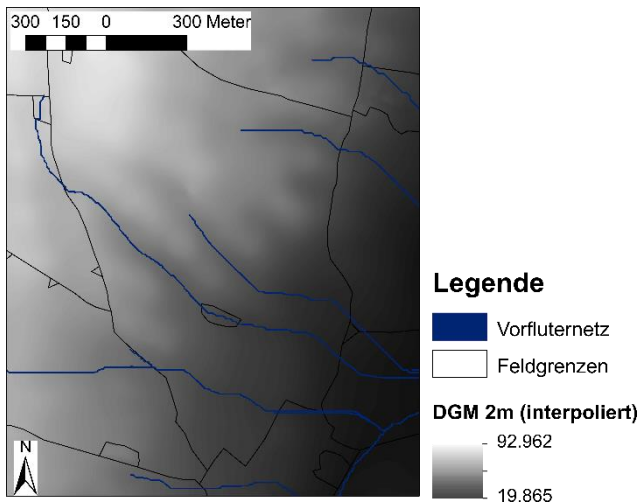 300 150 0 300 Meter
Legende
Vorfluternetz
Feldgrenzen
DGM 2m (interpoliert)
92.962
19.865
N